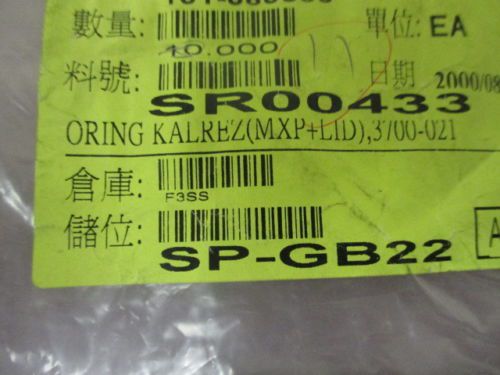 數量: 單位: EA
10.000 11
料號: 日期 2000/08
SR00433
ORING KALREZ(MXP+LID),3700-021
倉庫:
F3SS
儲位:
SP-GB22
A